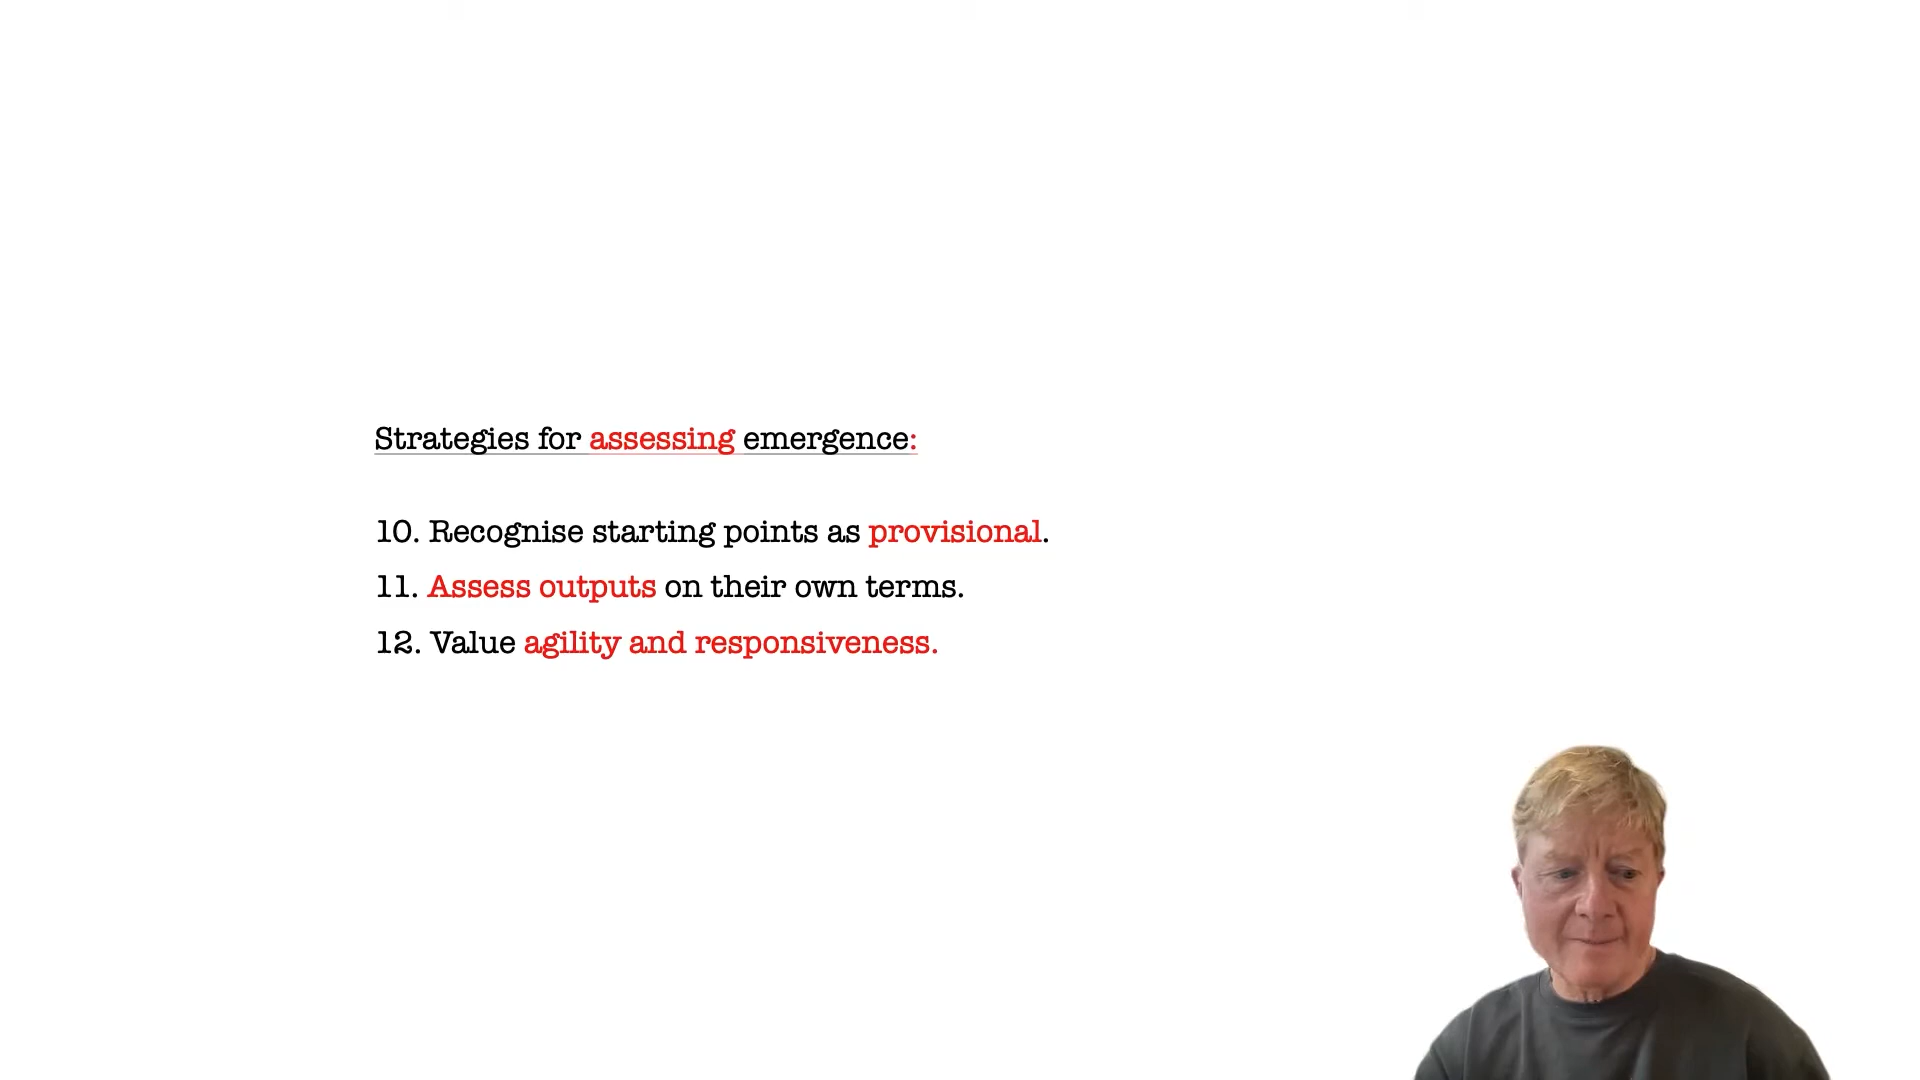 Strategies for assessing emergence:
10. Recognise starting points as provisional.
11. Assess outputs on their own terms.
12. Value agility and responsiveness.